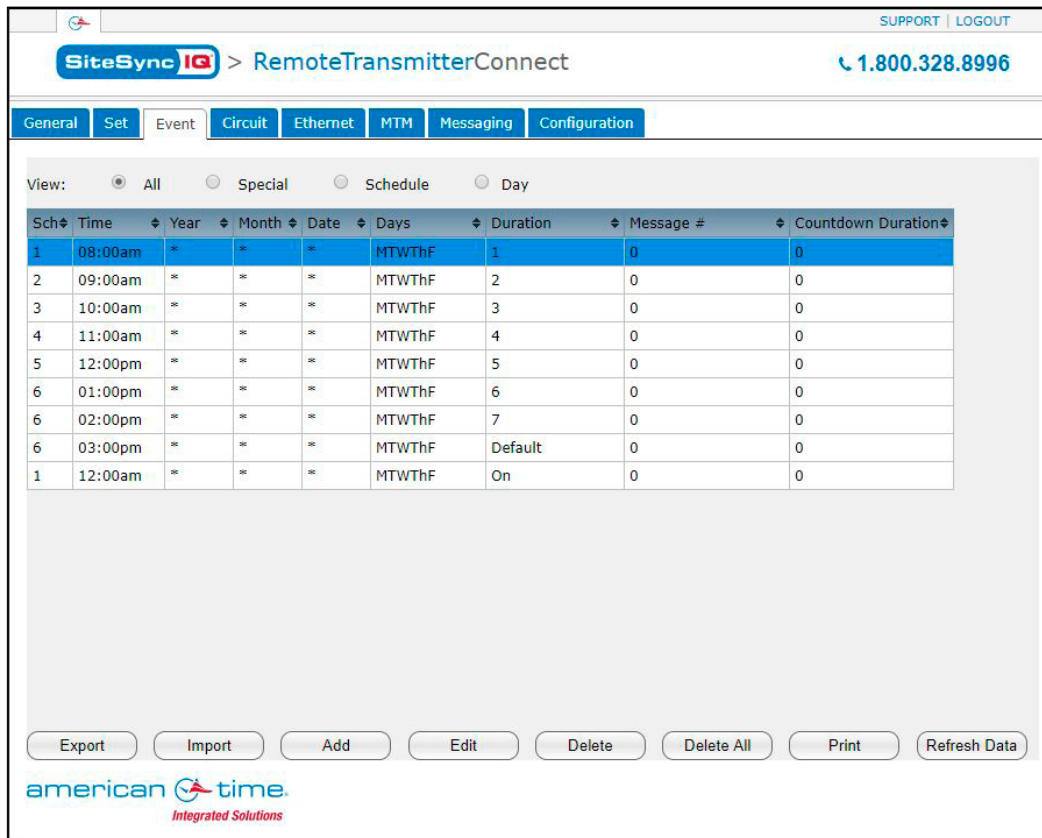 SUPPORT | LOGOUT
SiteSync IQ > RemoteTransmitterConnect
1.800.328.8996
General Set Event Circuit Ethernet MTM Messaging Configuration
View: All Special Schedule Day
Sch Time Year Month Date Days Duration Message # Countdown Duration
1 08:00am * * * MTWThF 1 0 0
2 09:00am * * * MTWThF 2 0 0
3 10:00am * * * MTWThF 3 0 0
4 11:00am * * * MTWThF 4 0 0
5 12:00pm * * * MTWThF 5 0 0
6 01:00pm * * * MTWThF 6 0 0
6 02:00pm * * * MTWThF 7 0 0
6 03:00pm * * * MTWThF Default 0 0
1 12:00am * * * MTWThF On 0 0
Export Import Add Edit Delete Delete All Print Refresh Data
american time.
Integrated Solutions